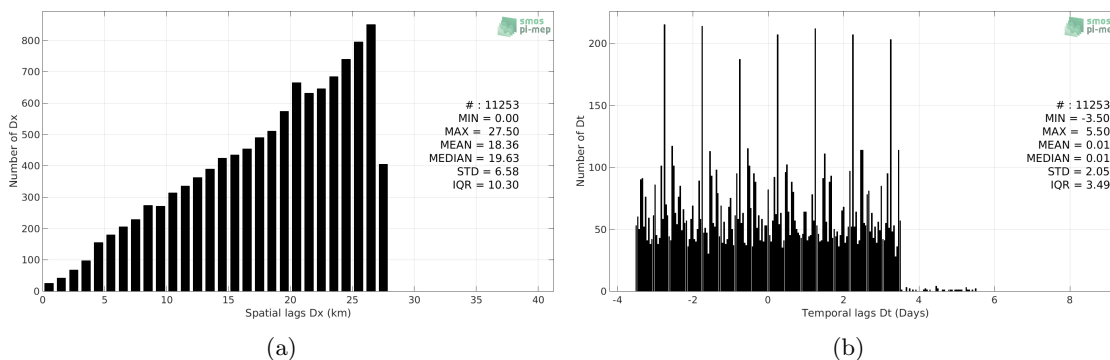 smos
pi-mep
800
700
600
500
400
300
200
100
0
Number of Dx
# : 11253
MIN = 0.00
MAX = 27.50
MEAN = 18.36
MEDIAN = 19.63
STD = 6.58
IQR = 10.30
0 5 10 15 20 25 30 35 40
Spatial lags Dx (km)
(a)
smos
pi-mep
200
150
100
50
0
Number of Dt
# : 11253
MIN = -3.50
MAX = 5.50
MEAN = 0.01
MEDIAN = 0.01
STD = 2.05
IQR = 3.49
-4 -2 0 2 4 6 8
Temporal lags Dt (Days)
(b)